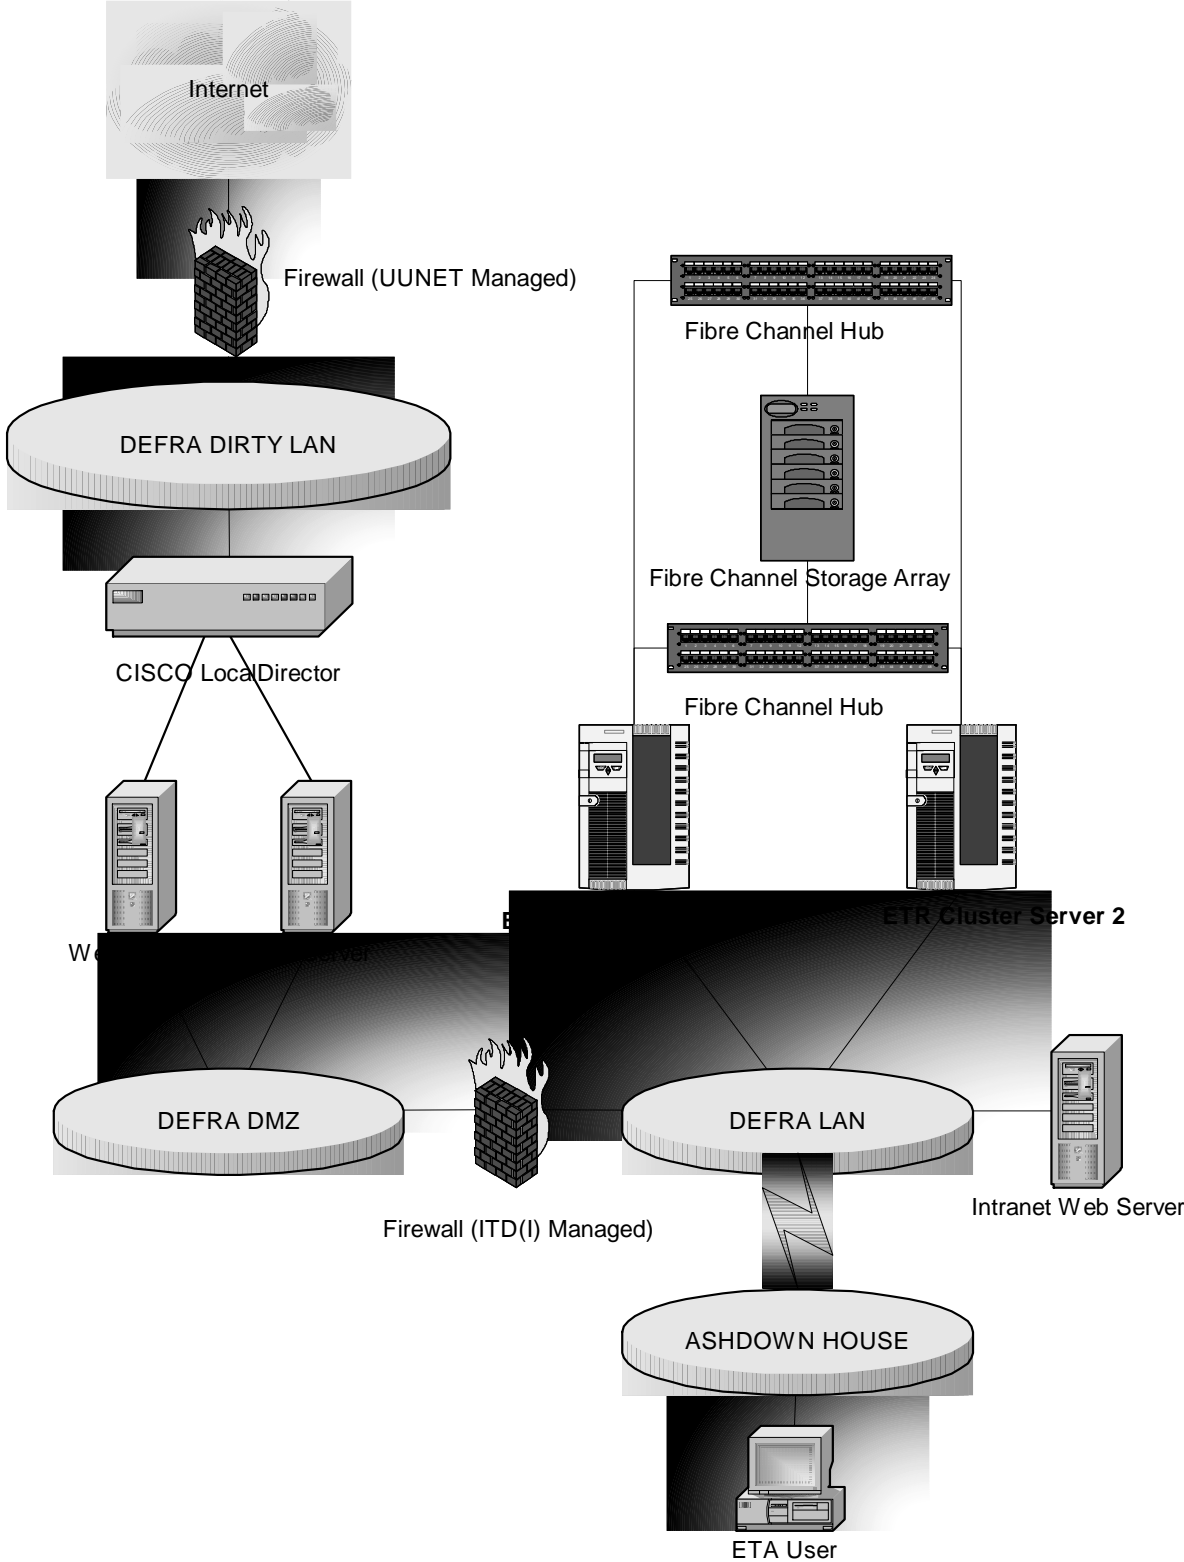 Internet
Firewall (UUNET Managed)
Fibre Channel Hub
DEFRA DIRTY LAN
Fibre Channel Storage Array
CISCO LocalDirector
Fibre Channel Hub
ETR Cluster Server 2
DEFRA DMZ
DEFRA LAN
Intranet Web Server
Firewall (ITD(I) Managed)
ASHDOWN HOUSE
ETA User